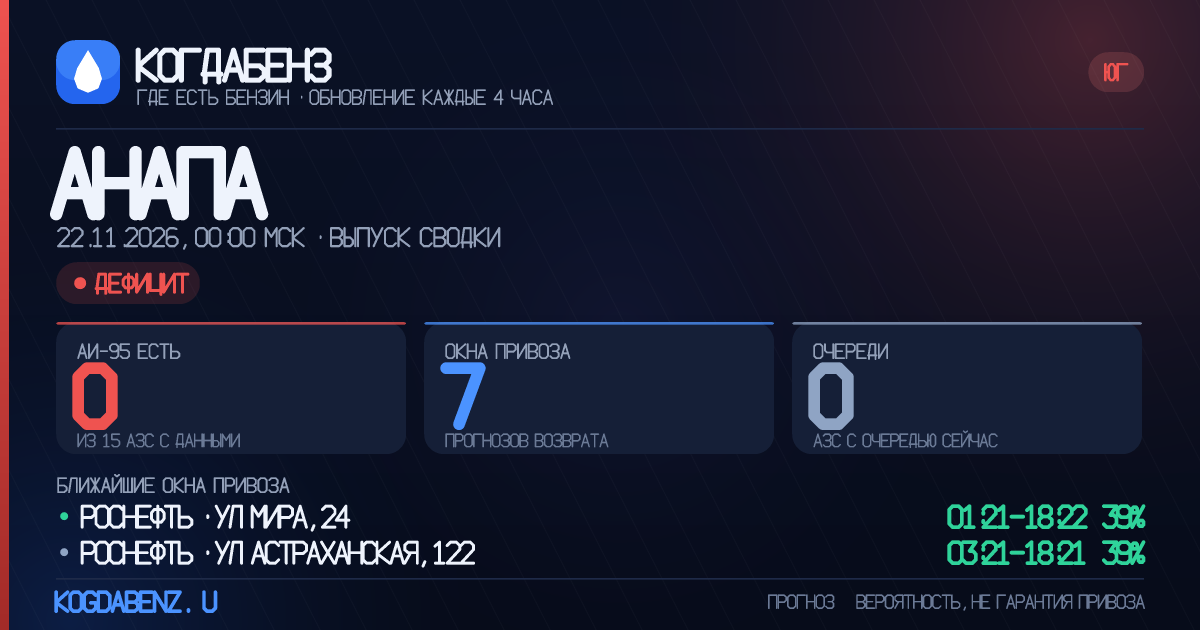 КОГДАБЕНЗ
ГДЕ ЕСТЬ БЕНЗИН · ОБНОВЛЕНИЕ КАЖДЫЕ 4 ЧАСА
ЮГ
АНАПА
22.11.2026, 00:00 МСК · ВЫПУСК СВОДКИ
• ДЕФИЦИТ
АИ-95 ЕСТЬ
0
ИЗ 15 АЗС С ДАННЫМИ
ОКНА ПРИВОЗА
7
ПРОГНОЗОВ ВОЗВРАТА
ОЧЕРЕДИ
0
АЗС С ОЧЕРЕДЬЮ СЕЙЧАС
БЛИЖАЙШИЕ ОКНА ПРИВОЗА
• РОСНЕФТЬ · УЛ МИРА, 24 01:21–18:22 39%
• РОСНЕФТЬ · УЛ АСТРАХАНСКАЯ, 122 03:21–18:21 39%
KOGDABENZ. U
ПРОГНОЗ ВЕРОЯТНОСТЬ, НЕ ГАРАНТИЯ ПРИВОЗА